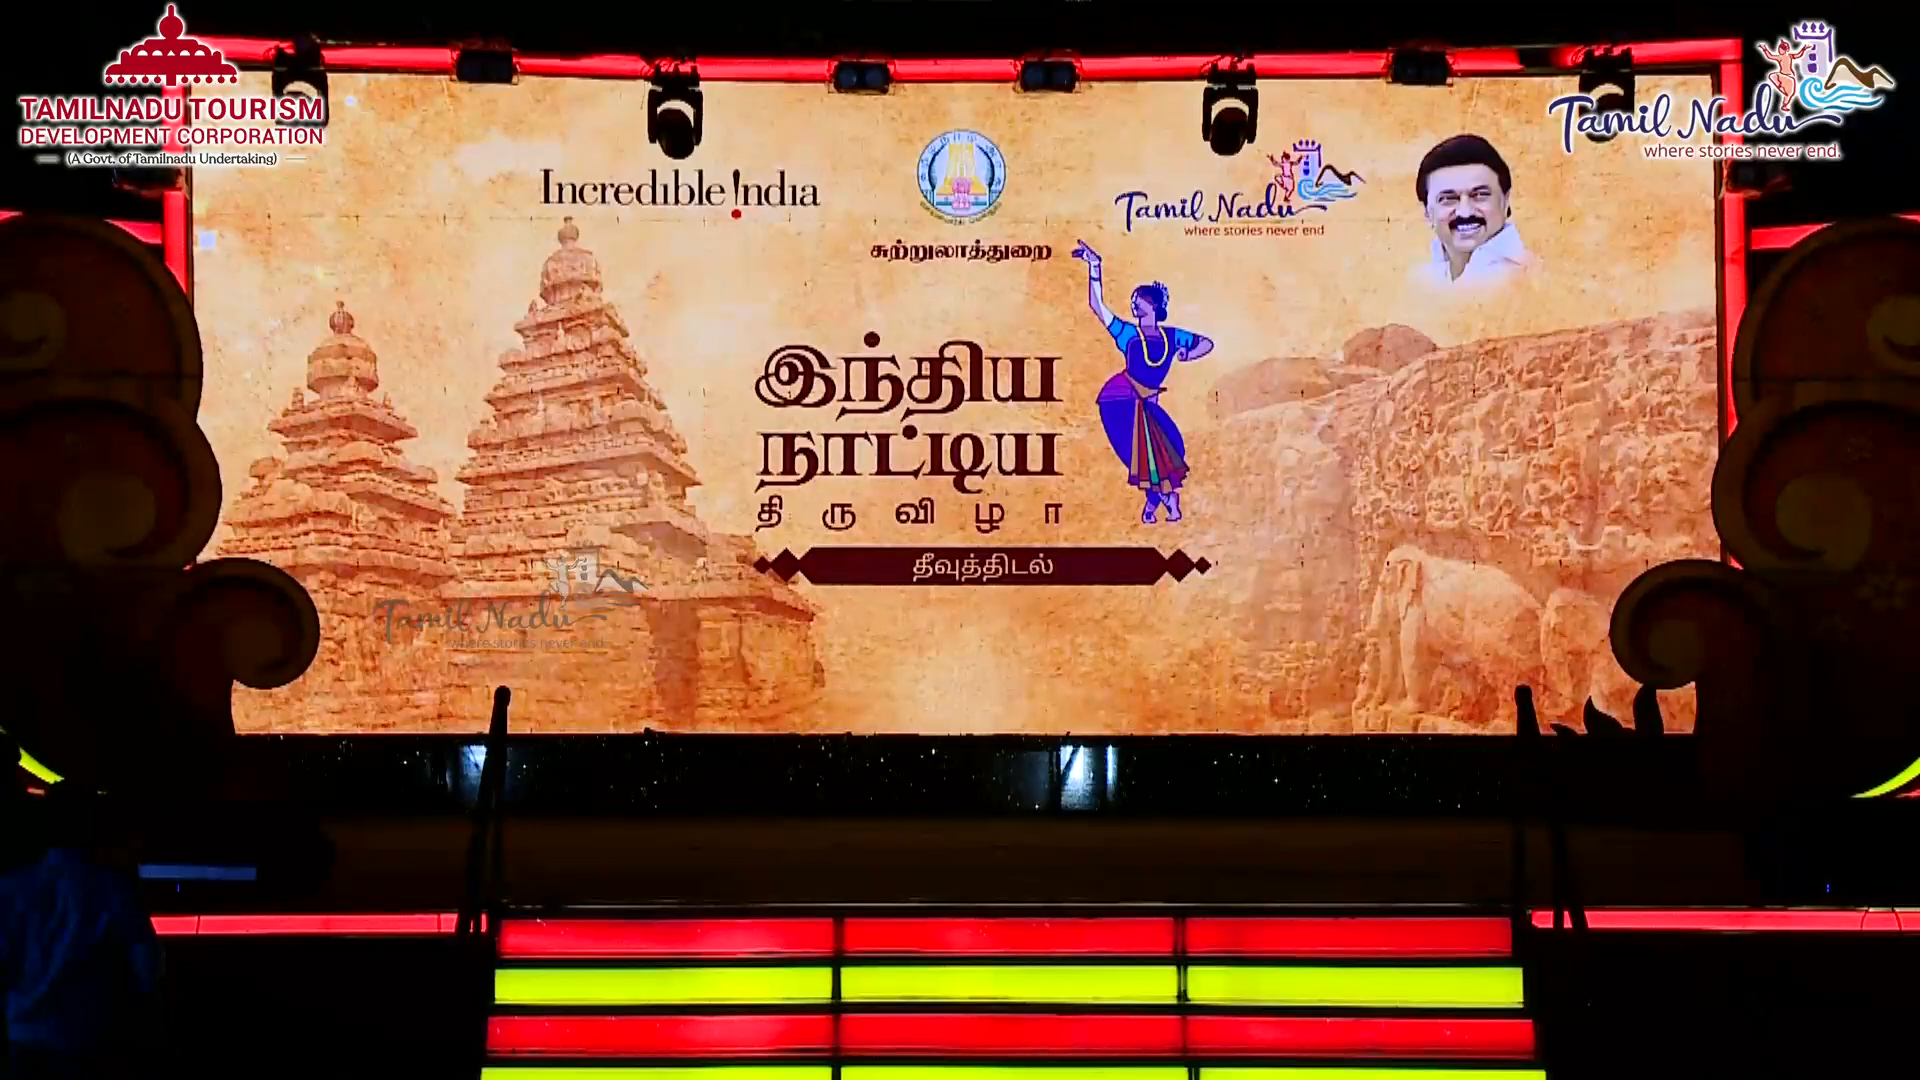 TAMILNADU TOURISM
DEVELOPMENT CORPORATION
(A Govt. of Tamilnadu Undertaking)
Tamil Nadu
where stories never end.
Incredible !ndia
Tamil Nadu
where stories never end
சுற்றுலாத்துறை
இந்திய
நாட்டிய
திருவிழா
தீவுத்திடல்
Tamil Nadu
where stories never end.